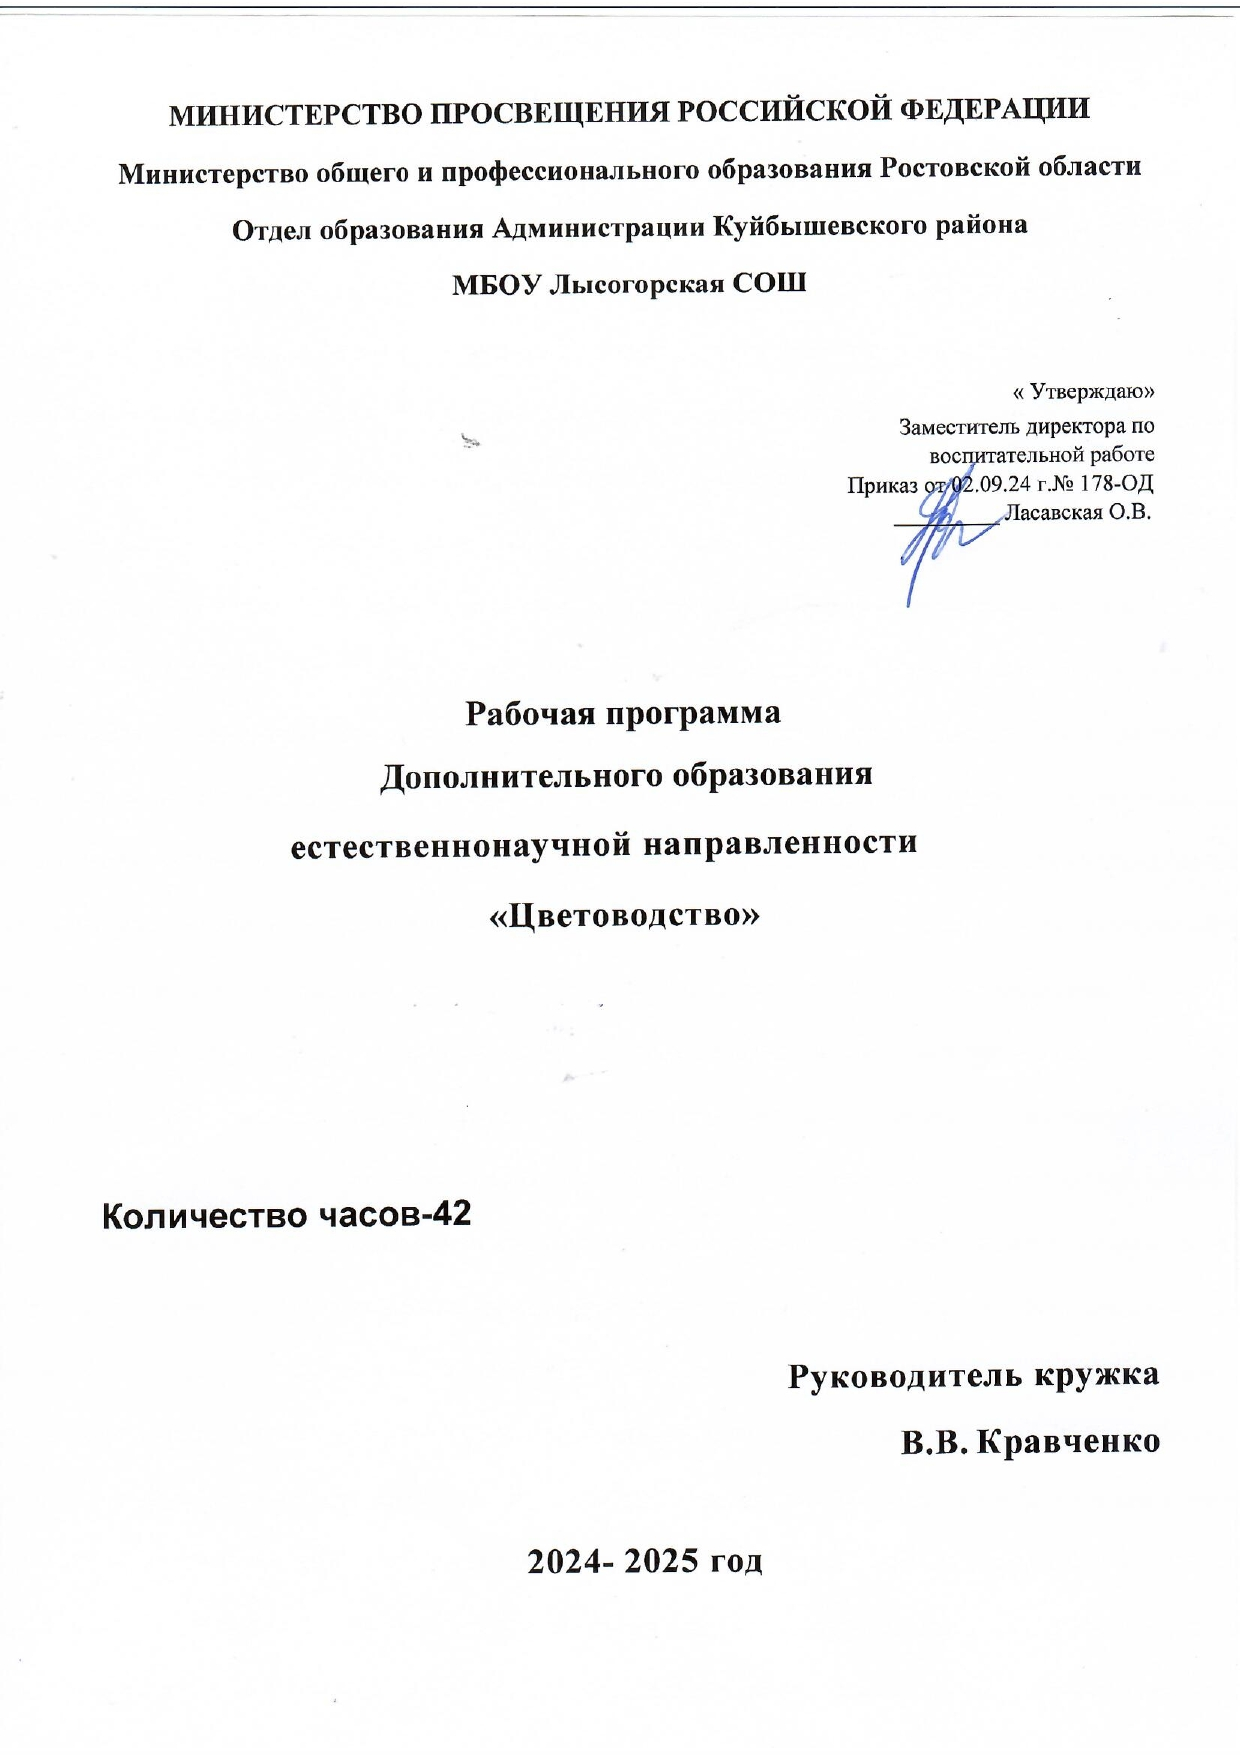 МИНИСТЕРСТВО ПРОСВЕЩЕНИЯ РОССИЙСКОЙ ФЕДЕРАЦИИ
Министерство общего и профессионального образования Ростовской области
Отдел образования Администрации Куйбышевского района
МБОУ Лысогорская СОШ
« Утверждаю»
Заместитель директора по
воспитательной работе
Приказ от 02.09.24 г.№ 178-ОД
_________Ласавская О.В.
Рабочая программа
Дополнительного образования
естественнонаучной направленности
«Цветоводство»
Количество часов-42
Руководитель кружка
В.В. Кравченко
2024- 2025 год